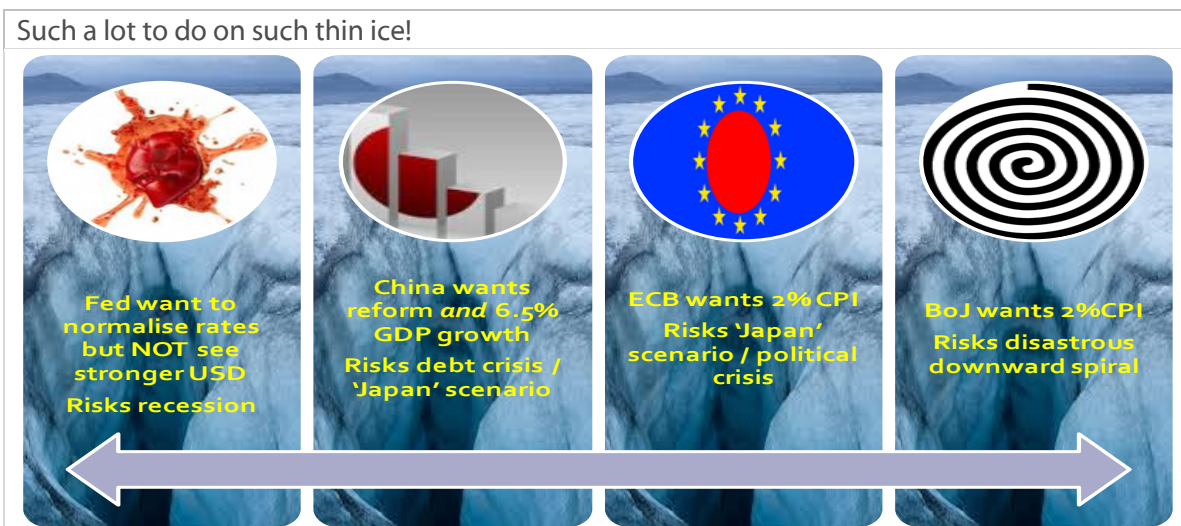 Such a lot to do on such thin ice!
Fed want to
normalise rates
but NOT see
stronger USD
Risks recession
China wants
reform and 6.5%
GDP growth
Risks debt crisis /
‘Japan’ scenario
ECB wants 2% CPI
Risks ‘Japan’
scenario / political
crisis
BoJ wants 2%CPI
Risks disastrous
downward spiral